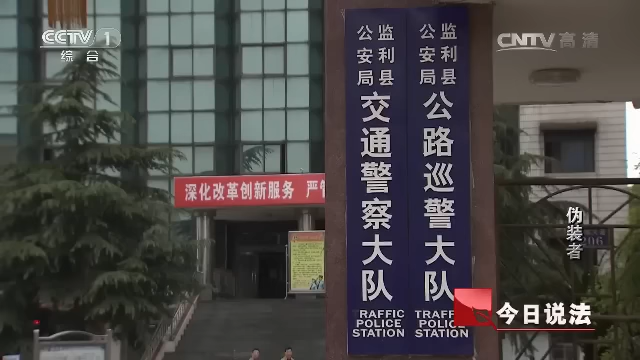 CCTV 1
综合
CNTV 高清
监利县
公安局
交通警察大队
RAFFIC
POLICE
STATION
监利县
公安局
公路巡警大队
TRAFFIC
POLICE
STATION
深化改革创新服务 严
伪装者
今日说法